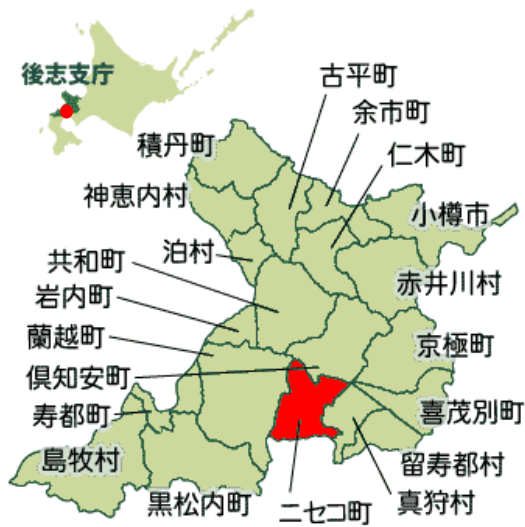 後志支庁
古平町
余市町
積丹町
仁木町
神恵内村
小樽市
泊村
共和町
赤井川村
岩内町
蘭越町
京極町
倶知安町
寿都町
喜茂別町
島牧村
留寿都村
黒松内町
ニセコ町
真狩村